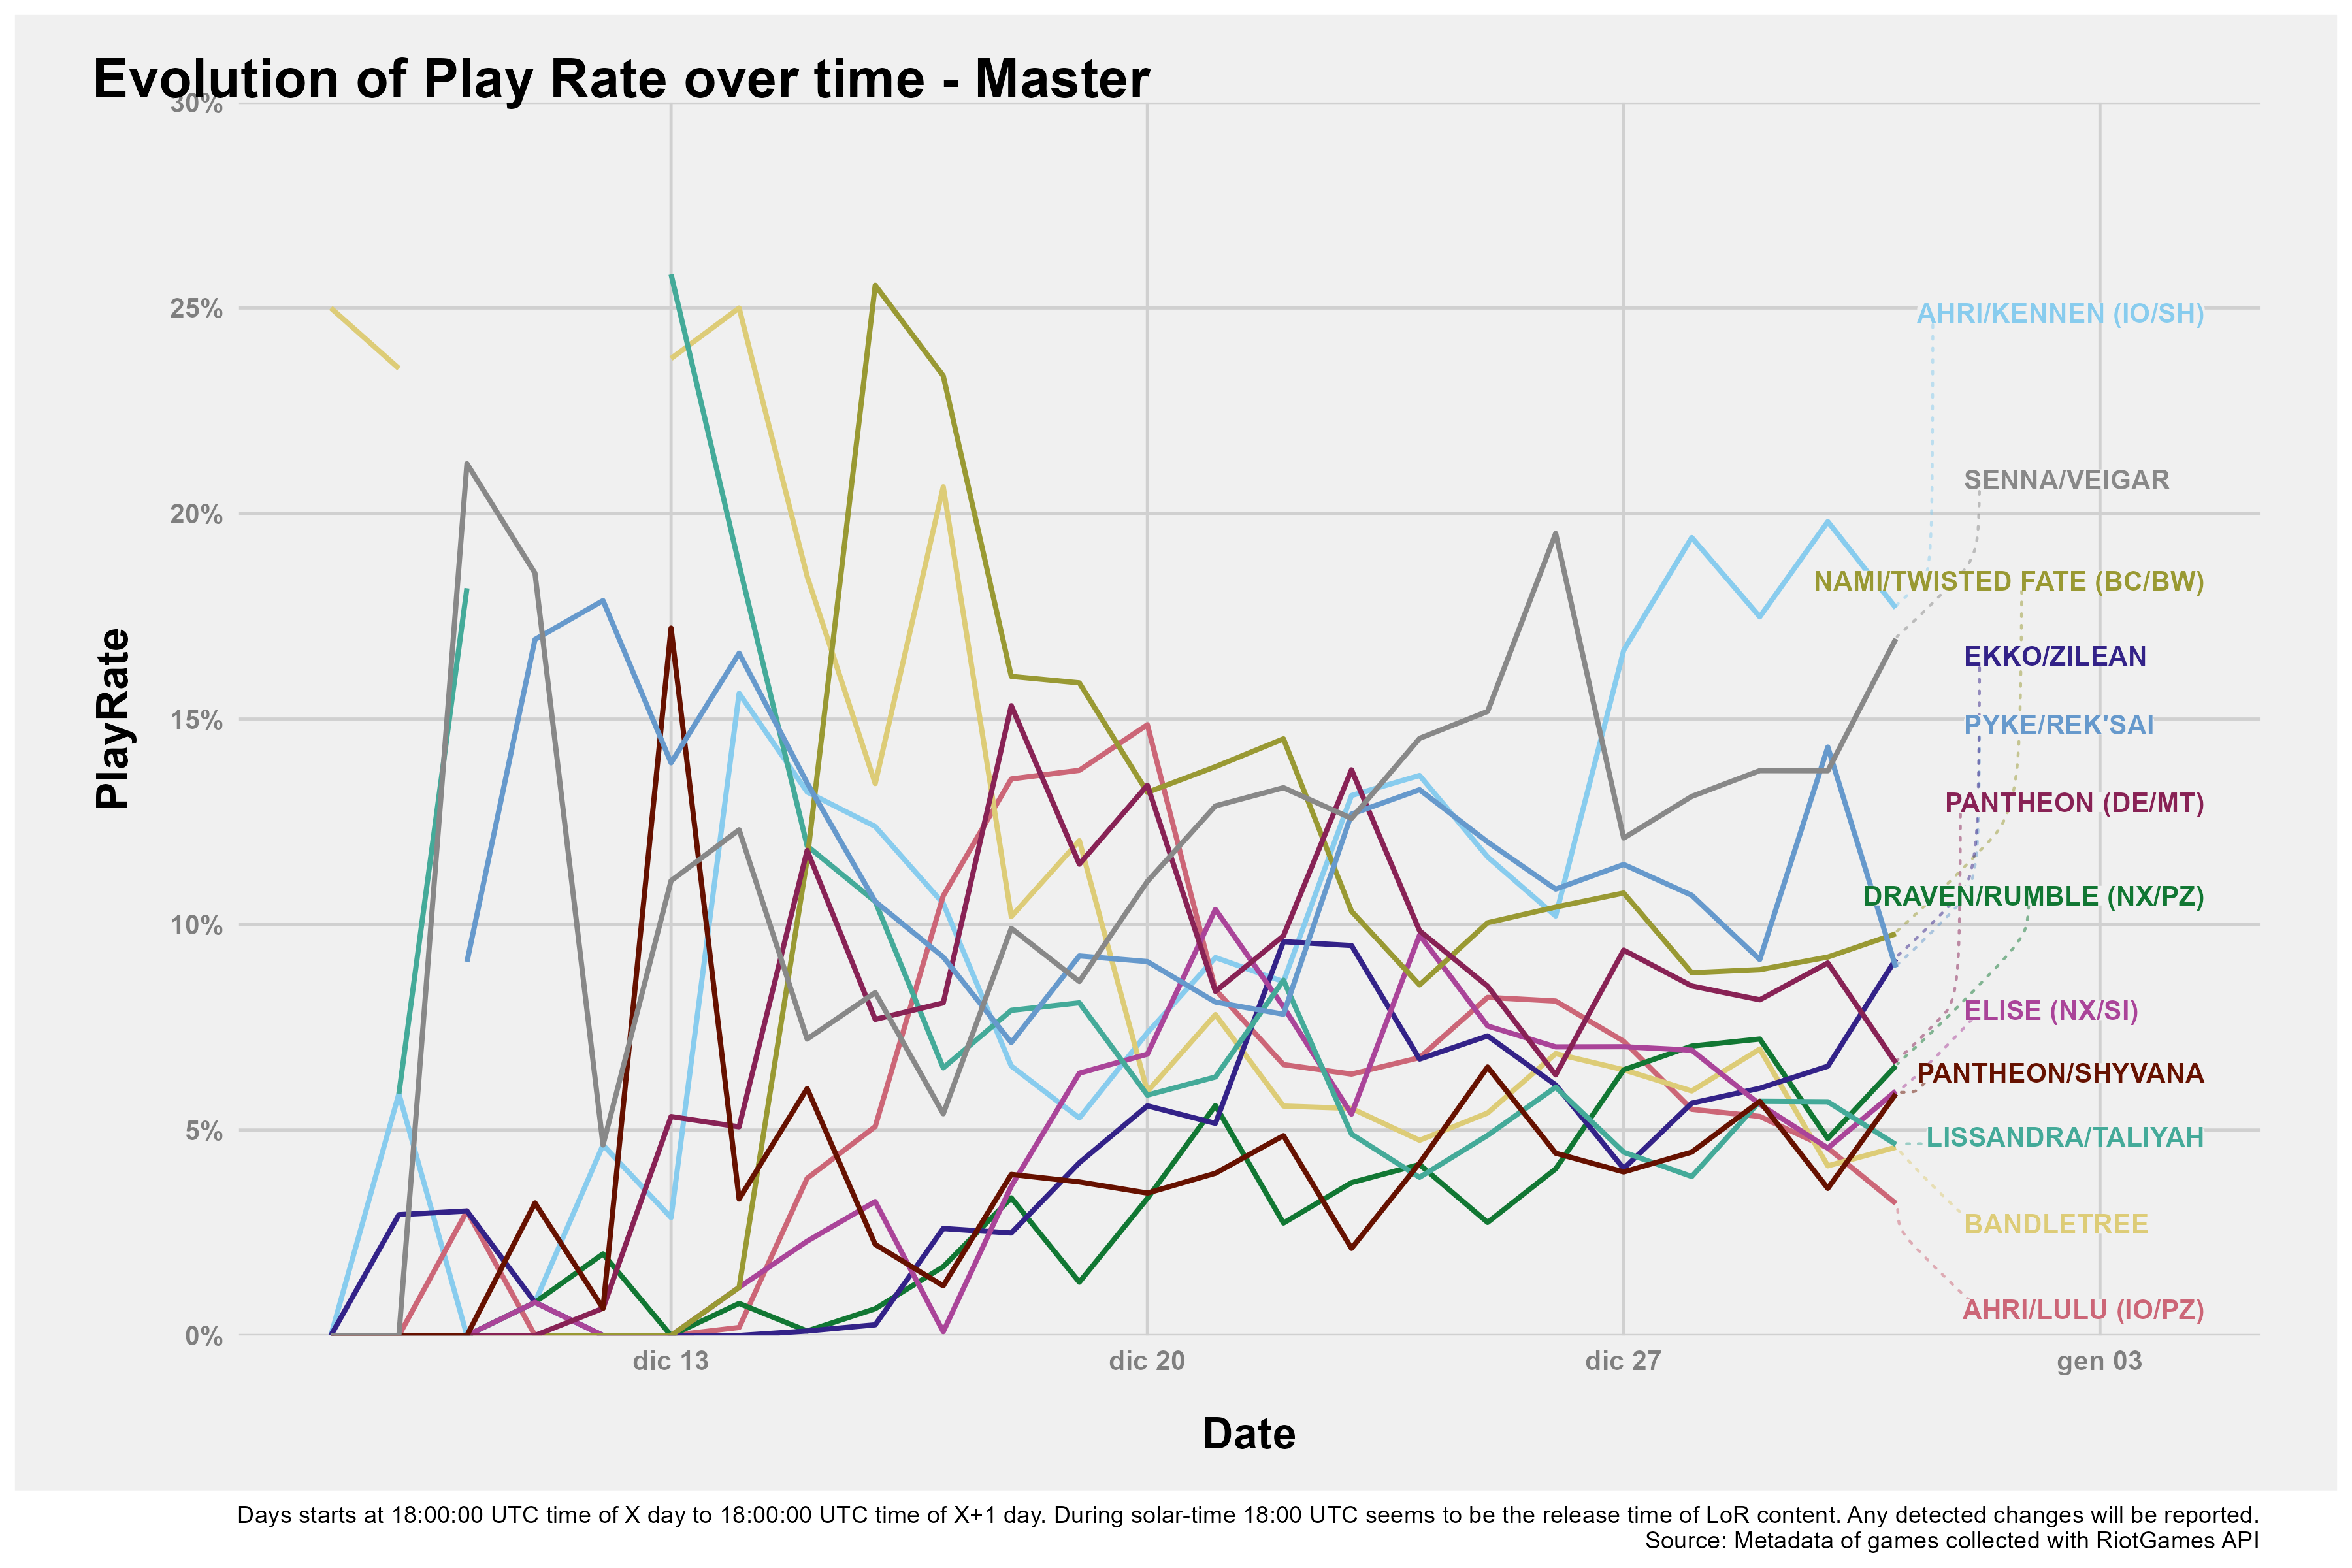 Evolution of Play Rate over time - Master
30%
25%
20%
15%
10%
5%
0%
PlayRate
AHRI/KENNEN (IO/SH)
SENNA/VEIGAR
NAMI/TWISTED FATE (BC/BW)
EKKO/ZILEAN
PYKE/REK'SAI
PANTHEON (DE/MT)
DRAVEN/RUMBLE (NX/PZ)
ELISE (NX/SI)
PANTHEON/SHYVANA
LISSANDRA/TALIYAH
BANDLETREE
AHRI/LULU (IO/PZ)
dic 13
dic 20
dic 27
gen 03
Date
Days starts at 18:00:00 UTC time of X day to 18:00:00 UTC time of X+1 day. During solar-time 18:00 UTC seems to be the release time of LoR content. Any detected changes will be reported.
Source: Metadata of games collected with RiotGames API